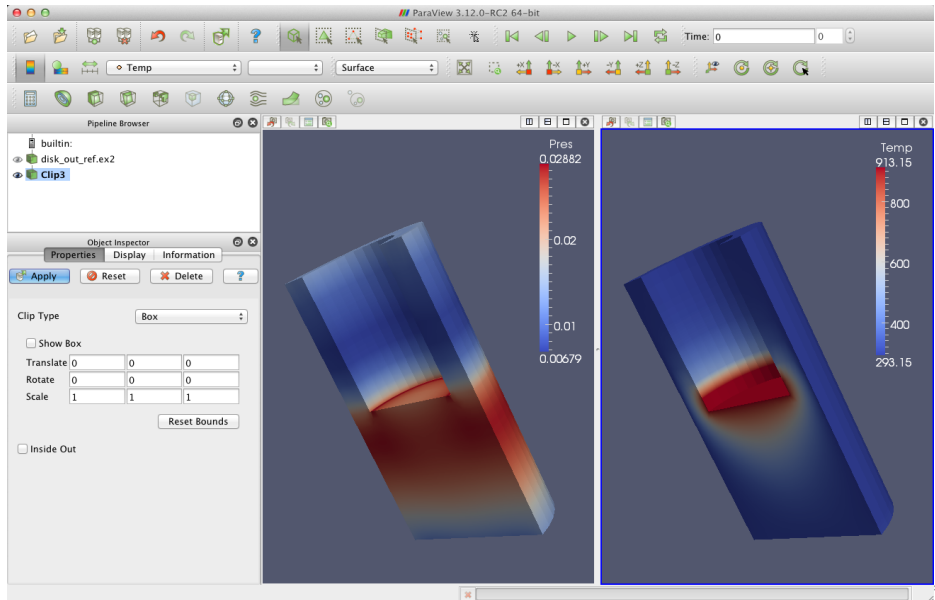 ParaView 3.12.0-RC2 64-bit
Time: 0 0
Temp Surface +X -X +Y -Y +Z -Z
Pipeline Browser
builtin:
disk_out_ref.ex2
Clip3
Object Inspector
Properties Display Information
Apply Reset Delete ?
Clip Type Box
Show Box
Translate 0 0 0
Rotate 0 0 0
Scale 1 1 1
Reset Bounds
Inside Out
Pres
0.02882
0.02
0.01
0.00679
Temp
913.15
800
600
400
293.15